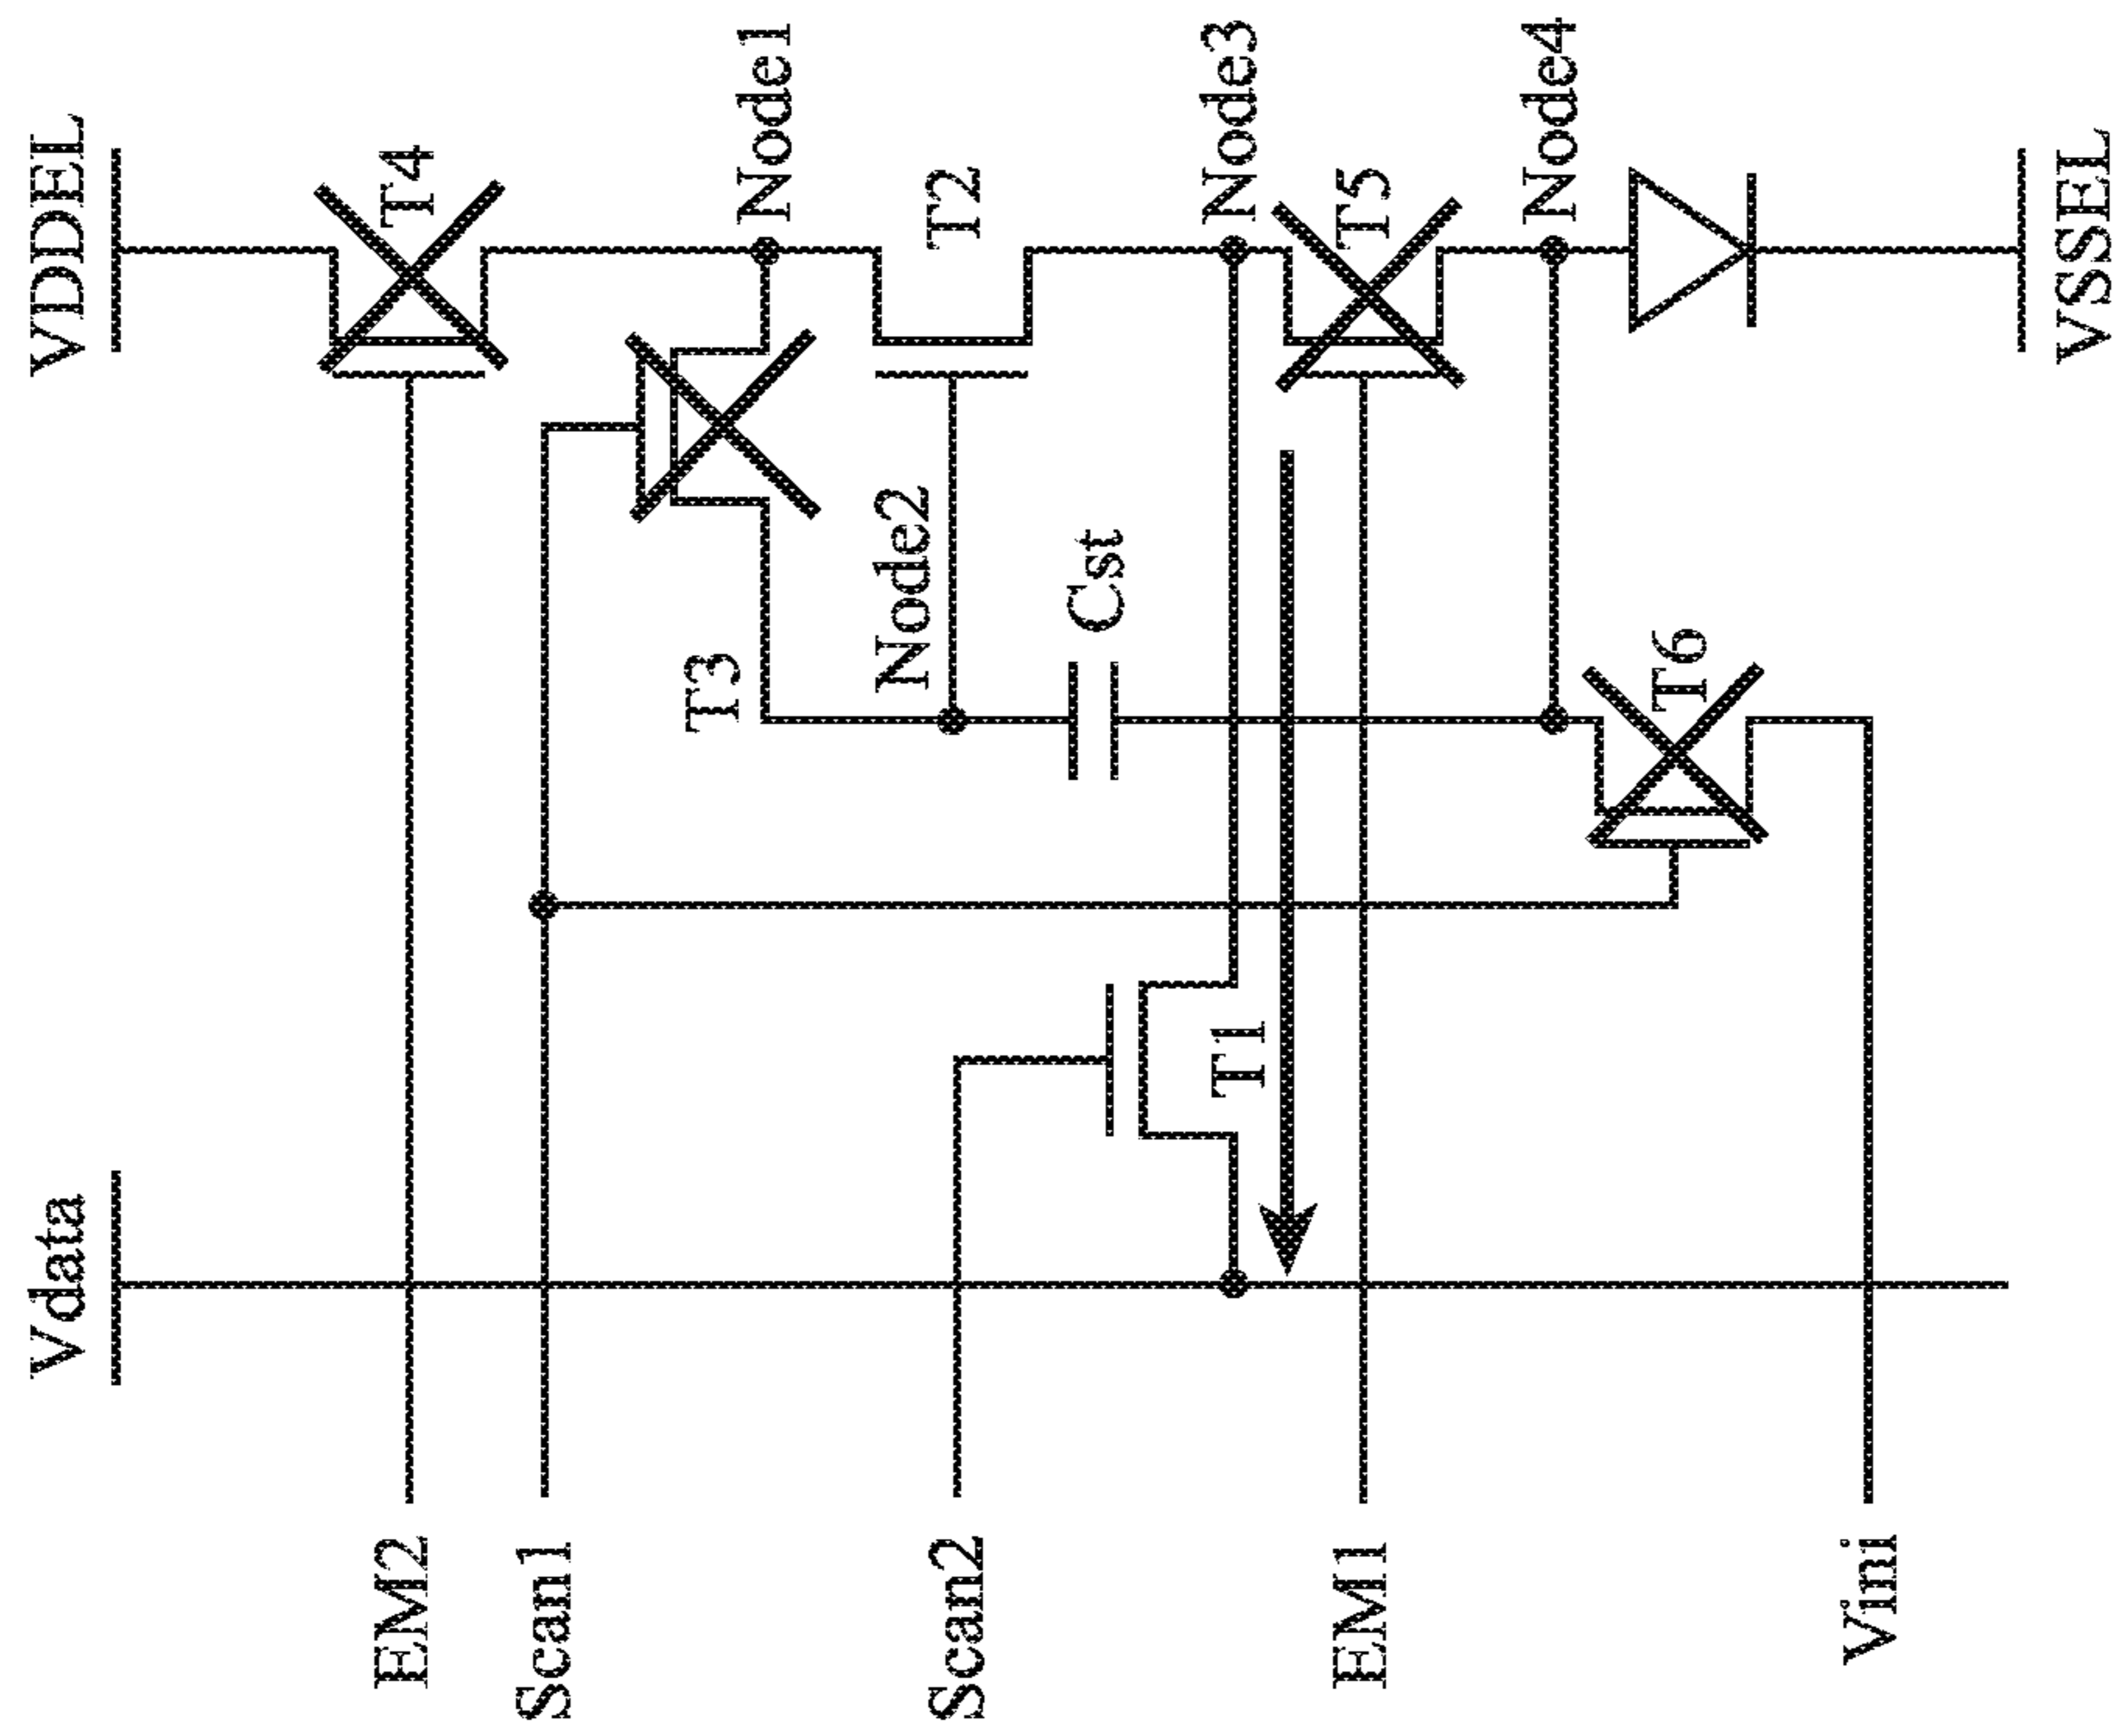 VDDEL
T4
Node1
T2
Node3
T5
Node4
VSSEL
T3
Node2
Cst
T6
T1
Vdata
EM2
Scan1
Scan2
EM1
Vini